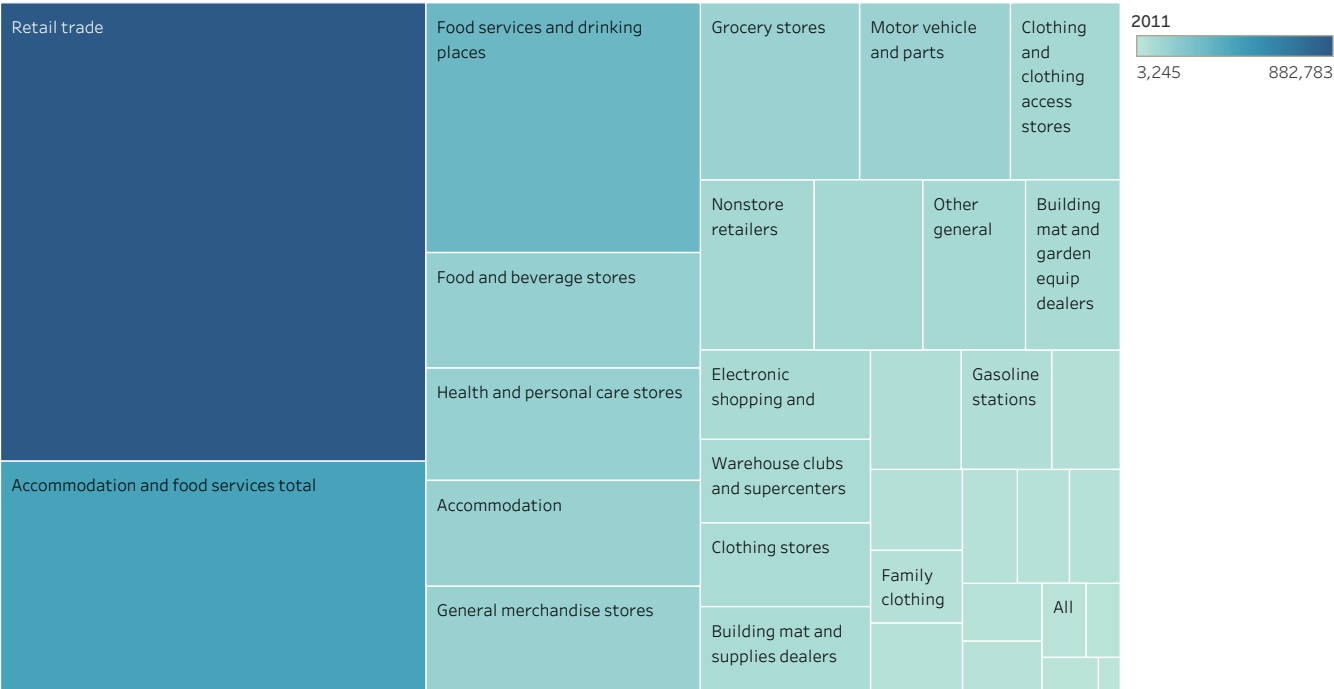 Retail trade
Accommodation and food services total
Food services and drinking
places
Food and beverage stores
Health and personal care stores
Accommodation
General merchandise stores
Grocery stores
Motor vehicle
and parts
Clothing
and
clothing
access
stores
Nonstore
retailers
Other
general
Building
mat and
garden
equip
dealers
Electronic
shopping and
Warehouse clubs
and supercenters
Clothing stores
Building mat and
supplies dealers
Gasoline
stations
Family
clothing
All
2011
3,245
882,783